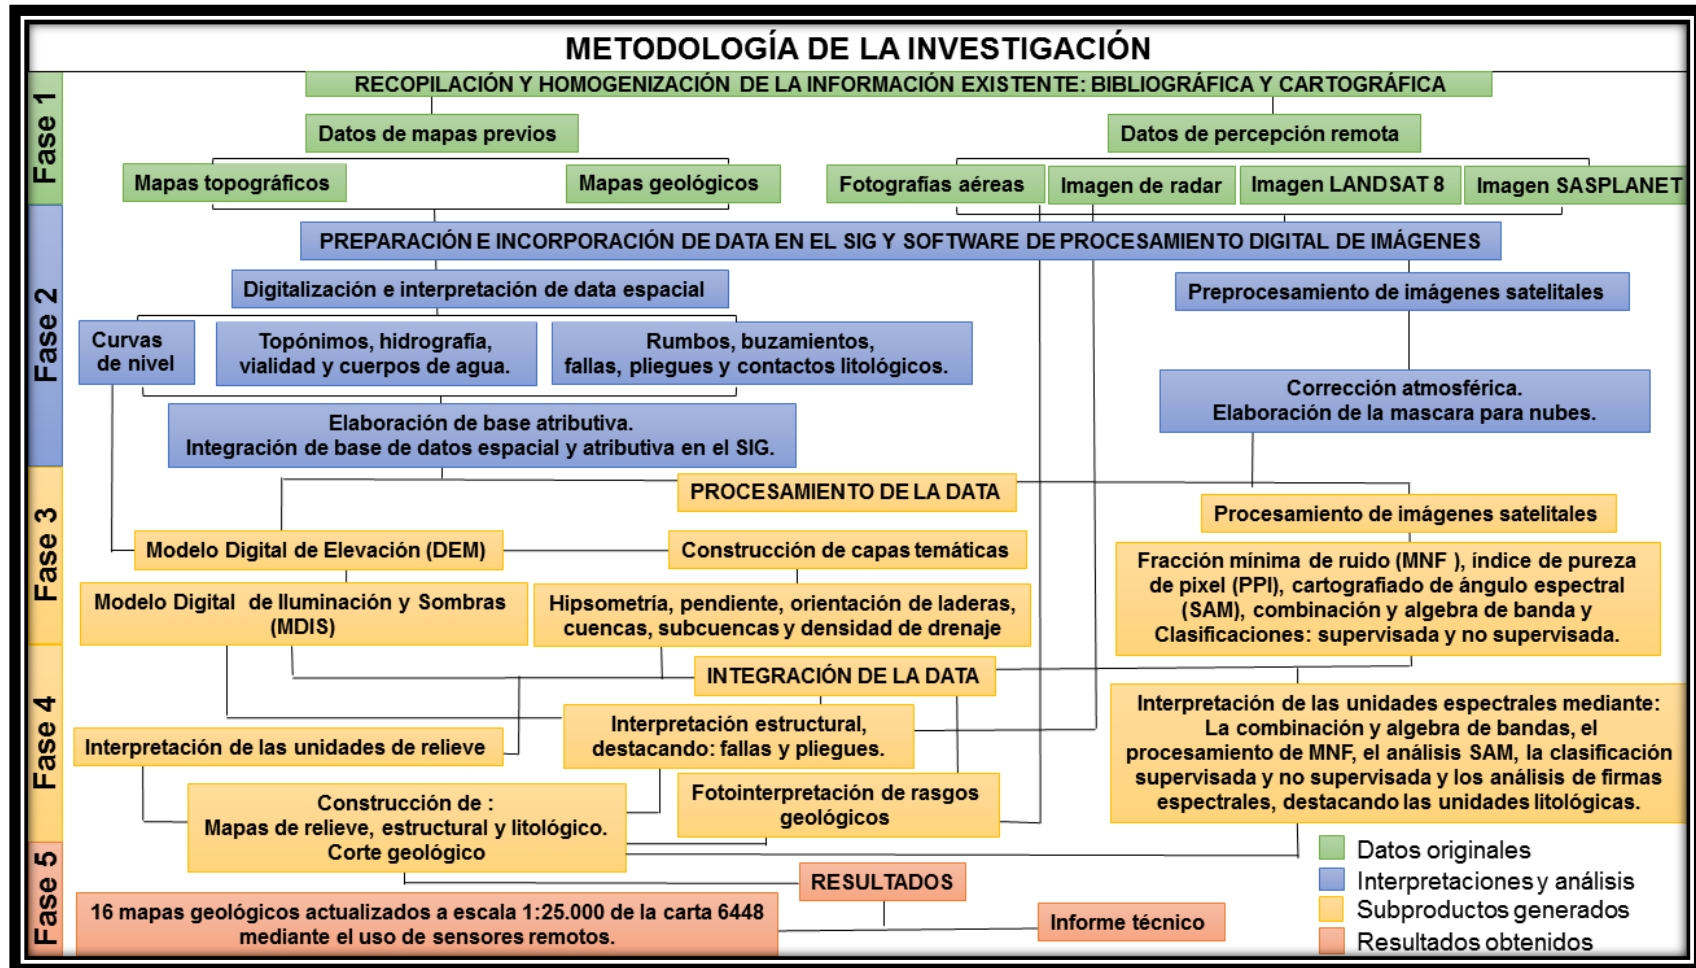 METODOLOGÍA DE LA INVESTIGACIÓN
Fase 1
RECOPILACIÓN Y HOMOGENIZACIÓN DE LA INFORMACIÓN EXISTENTE: BIBLIOGRÁFICA Y CARTOGRÁFICA
Datos de mapas previos
Datos de percepción remota
Mapas topográficos
Mapas geológicos
Fotografías aéreas
Imagen de radar
Imagen LANDSAT 8
Imagen SASPLANET
Fase 2
PREPARACIÓN E INCORPORACIÓN DE DATA EN EL SIG Y SOFTWARE DE PROCESAMIENTO DIGITAL DE IMÁGENES
Digitalización e interpretación de data espacial
Preprocesamiento de imágenes satelitales
Curvas
de nivel
Topónimos, hidrografía,
vialidad y cuerpos de agua.
Rumbos, buzamientos,
fallas, pliegues y contactos litológicos.
Corrección atmosférica.
Elaboración de la mascara para nubes.
Elaboración de base atributiva.
Integración de base de datos espacial y atributiva en el SIG.
Fase 3
PROCESAMIENTO DE LA DATA
Procesamiento de imágenes satelitales
Modelo Digital de Elevación (DEM)
Construcción de capas temáticas
Fracción mínima de ruido (MNF ), índice de pureza
de pixel (PPI), cartografiado de ángulo espectral
(SAM), combinación y algebra de banda y
Clasificaciones: supervisada y no supervisada.
Modelo Digital de Iluminación y Sombras
(MDIS)
Hipsometría, pendiente, orientación de laderas,
cuencas, subcuencas y densidad de drenaje
Fase 4
INTEGRACIÓN DE LA DATA
Interpretación de las unidades de relieve
Interpretación estructural,
destacando: fallas y pliegues.
Interpretación de las unidades espectrales mediante:
La combinación y algebra de bandas, el
procesamiento de MNF, el análisis SAM, la clasificación
supervisada y no supervisada y los análisis de firmas
espectrales, destacando las unidades litológicas.
Fotointerpretación de rasgos
geológicos
Construcción de :
Mapas de relieve, estructural y litológico.
Corte geológico
Fase 5
RESULTADOS
16 mapas geológicos actualizados a escala 1:25.000 de la carta 6448
mediante el uso de sensores remotos.
Informe técnico
Datos originales
Interpretaciones y análisis
Subproductos generados
Resultados obtenidos